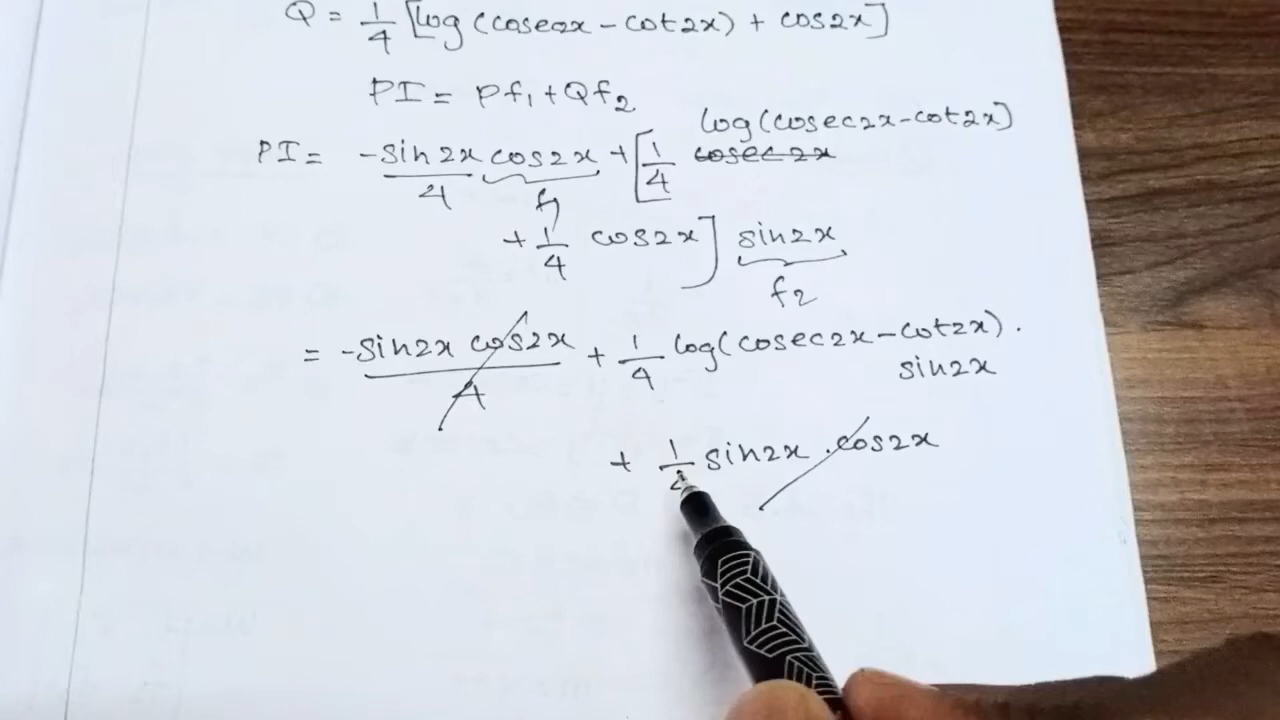 Q = 1/4 [log (cosec2x - cot2x) + cos2x]
PI = Pf₁ + Qf₂
log(cosec2x-cot2x)
PI = -sin2x/4 cos2x + [1/4 cosec2x
f₁
+ 1/4 cos2x] sin2x
f₂
= -sin2x cos2x/4 + 1/4 log(cosec2x-cot2x).
sin2x
+ 1/4 sin2x . cos2x